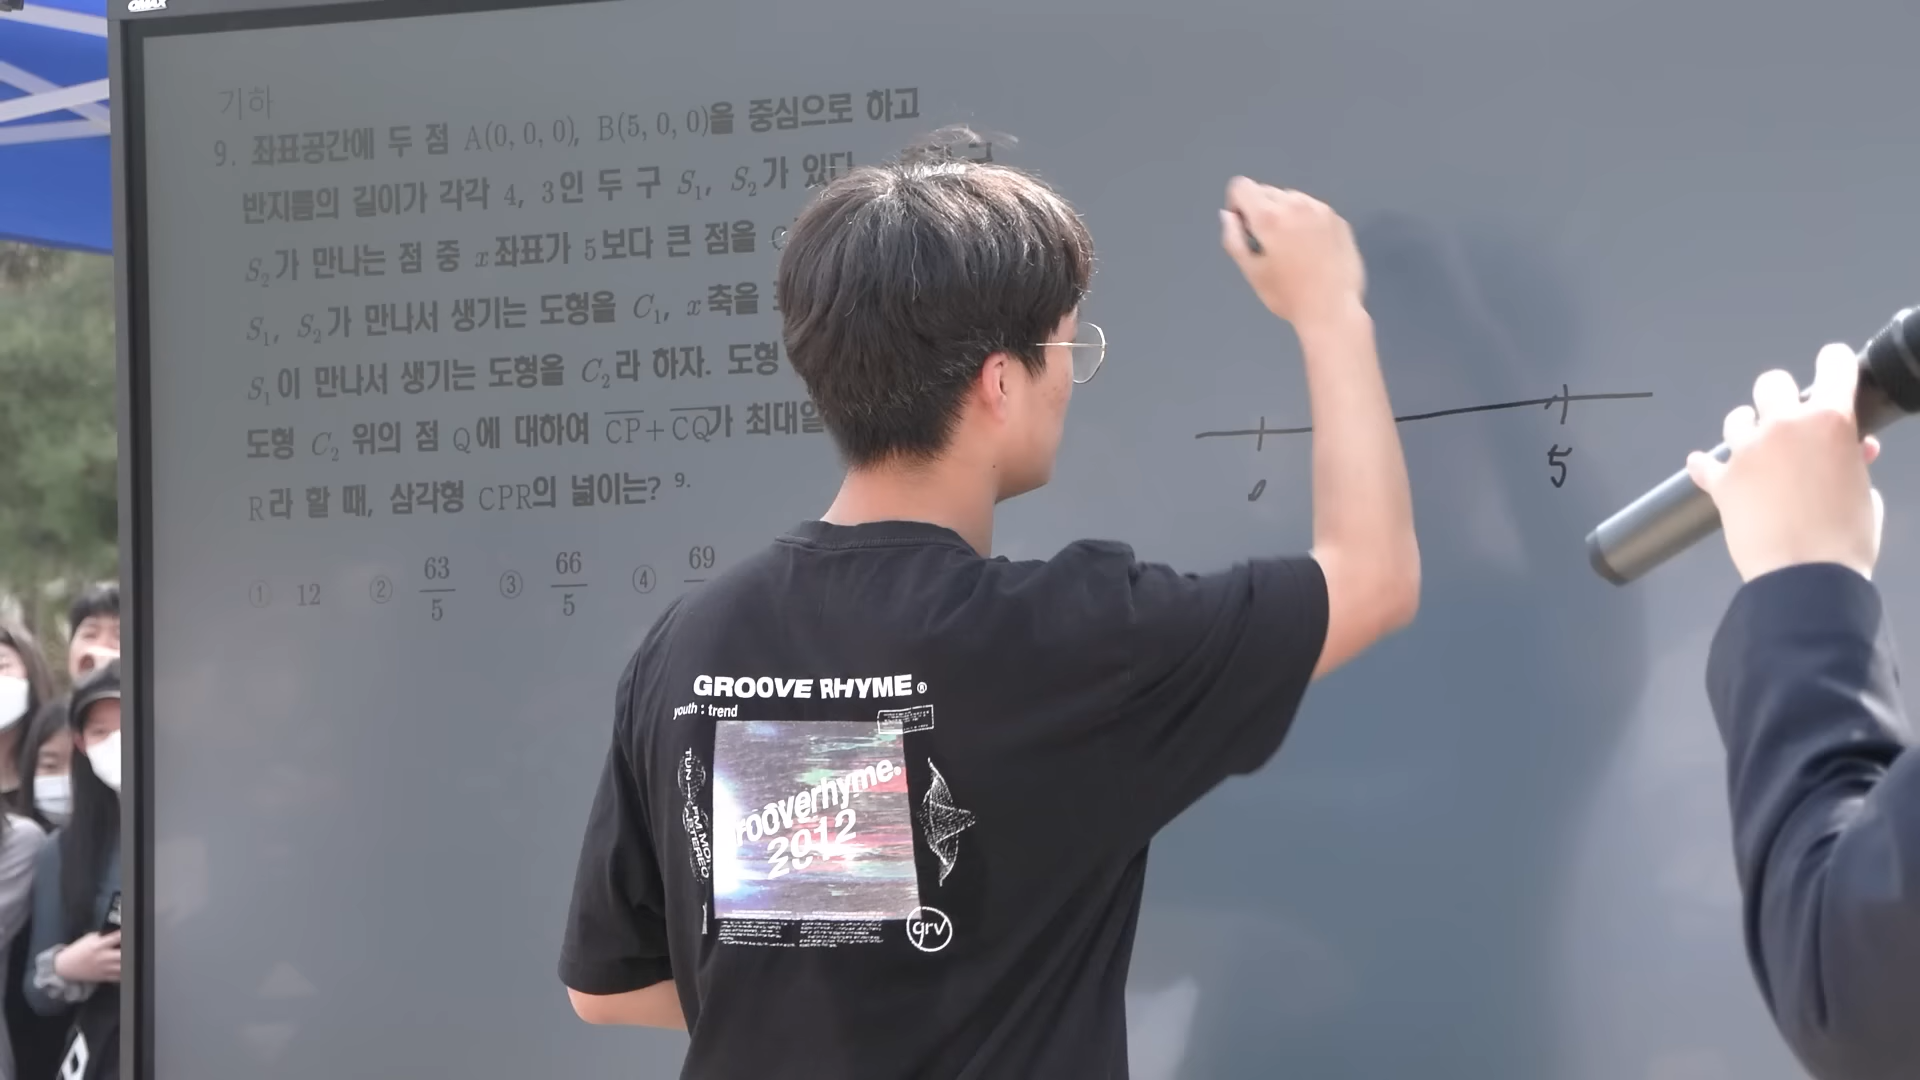 기하
9. 좌표공간에 두 점 A(0, 0, 0), B(5, 0, 0)을 중심으로 하고
반지름의 길이가 각각 4, 3인 두 구 S₁, S₂가 있다
S₂가 만나는 점 중 x좌표가 5보다 큰 점을
S₁, S₂가 만나서 생기는 도형을 C₁, x축을
S₁이 만나서 생기는 도형을 C₂라 하자. 도형
도형 C₂ 위의 점 Q에 대하여 CP+CQ가 최대일
R라 할 때, 삼각형 CPR의 넓이는? 9.
① 12 ② 63/5 ③ 66/5 ④ 69
0 5
GROOVE RHYME ®
youth : trend
rooverhyme.
2012
grv